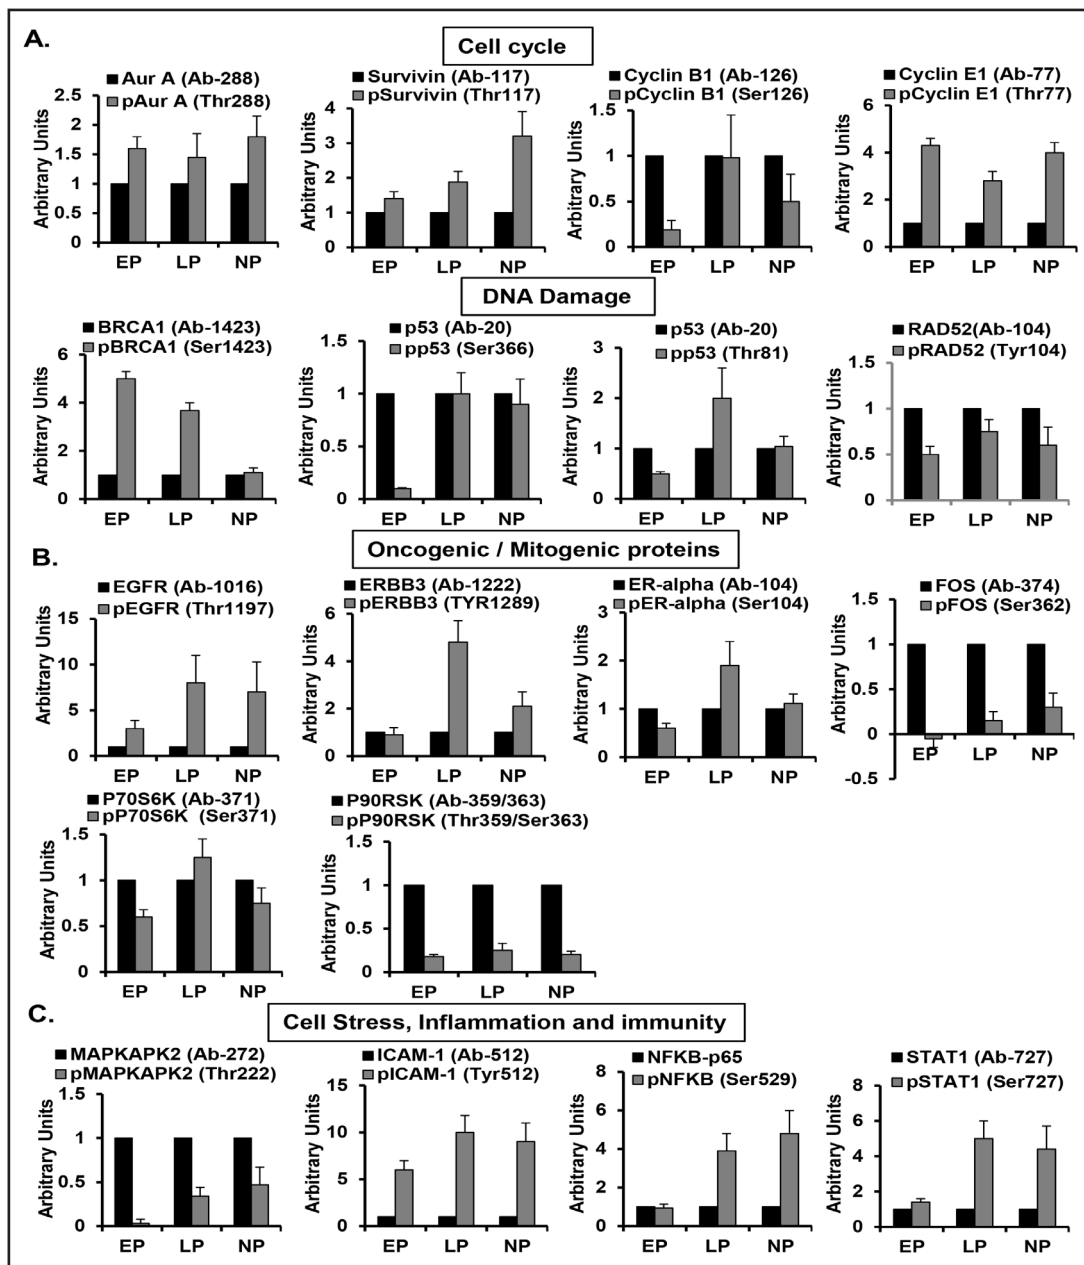 A.
Cell cycle
Aur A (Ab-288)
pAur A (Thr288)
Arbitrary Units
2.5
2
1.5
1
0.5
0
EP LP NP
Survivin (Ab-117)
pSurvivin (Thr117)
Arbitrary Units
4
3
2
1
0
EP LP NP
Cyclin B1 (Ab-126)
pCyclin B1 (Ser126)
Arbitrary Units
1.5
1
0.5
0
EP LP NP
Cyclin E1 (Ab-77)
pCyclin E1 (Thr77)
Arbitrary Units
6
4
2
0
EP LP NP
DNA Damage
BRCA1 (Ab-1423)
pBRCA1 (Ser1423)
Arbitrary Units
6
4
2
0
EP LP NP
p53 (Ab-20)
pp53 (Ser366)
Arbitrary Units
1.5
1
0.5
0
EP LP NP
p53 (Ab-20)
pp53 (Thr81)
Arbitrary Units
3
2
1
0
EP LP NP
RAD52(Ab-104)
pRAD52 (Tyr104)
Arbitrary Units
1.5
1
0.5
0
EP LP NP
B.
Oncogenic / Mitogenic proteins
EGFR (Ab-1016)
pEGFR (Thr1197)
Arbitrary Units
15
10
5
0
EP LP NP
ERBB3 (Ab-1222)
pERBB3 (TYR1289)
Arbitrary Units
6
4
2
0
EP LP NP
ER-alpha (Ab-104)
pER-alpha (Ser104)
Arbitrary Units
3
2
1
0
EP LP NP
FOS (Ab-374)
pFOS (Ser362)
Arbitrary Units
1.5
1
0.5
0
-0.5
EP LP NP
P70S6K (Ab-371)
pP70S6K (Ser371)
Arbitrary Units
1.5
1
0.5
0
EP LP NP
P90RSK (Ab-359/363)
pP90RSK (Thr359/Ser363)
Arbitrary Units
1.5
1
0.5
0
EP LP NP
C.
Cell Stress, Inflammation and immunity
MAPKAPK2 (Ab-272)
pMAPKAPK2 (Thr222)
Arbitrary Units
1.5
1
0.5
0
EP LP NP
ICAM-1 (Ab-512)
pICAM-1 (Tyr512)
Arbitrary Units
15
10
5
0
EP LP NP
NFKB-p65
pNFKB (Ser529)
Arbitrary Units
8
6
4
2
0
EP LP NP
STAT1 (Ab-727)
pSTAT1 (Ser727)
Arbitrary Units
8
6
4
2
0
EP LP NP